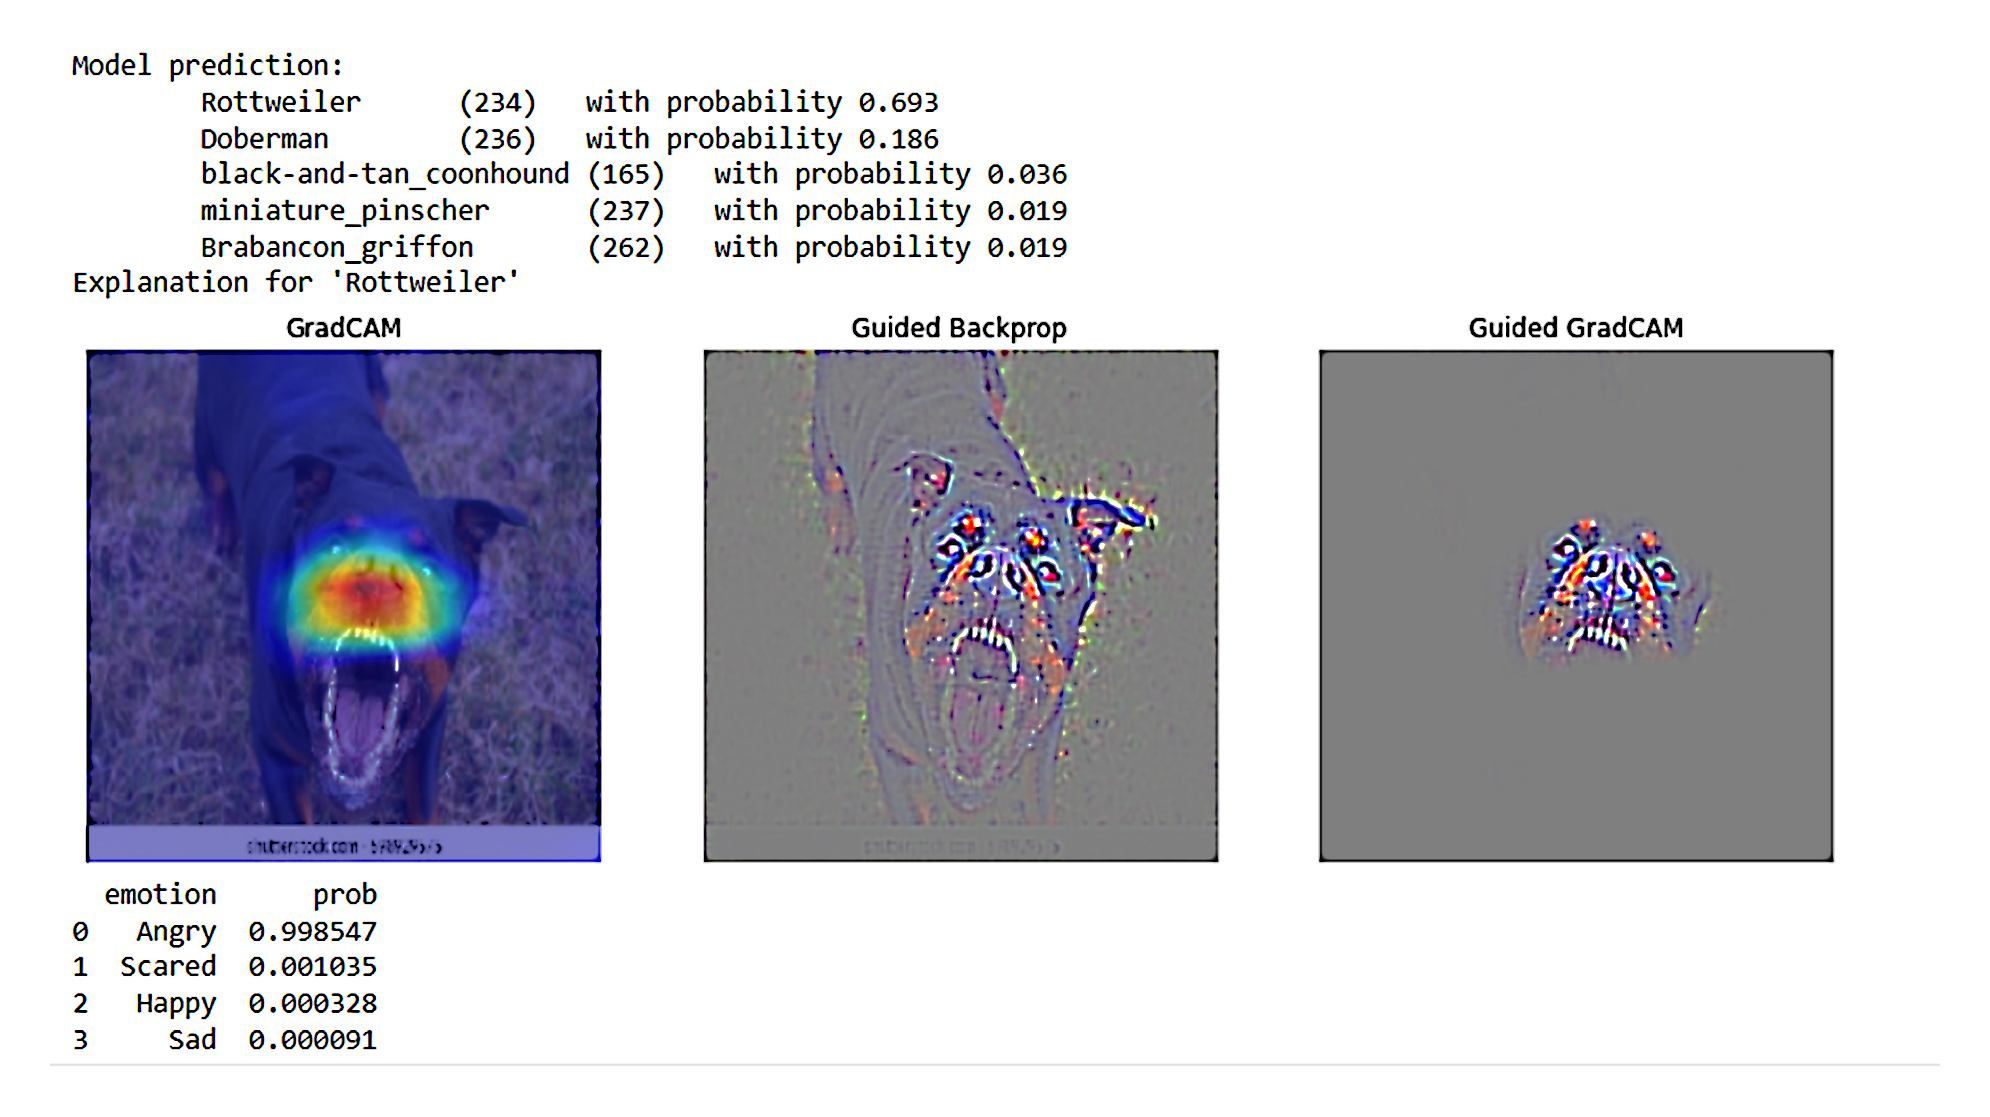 Model prediction:
Rottweiler (234) with probability 0.693
Doberman (236) with probability 0.186
black-and-tan_coonhound (165) with probability 0.036
miniature_pinscher (237) with probability 0.019
Brabancon_griffon (262) with probability 0.019
Explanation for 'Rottweiler'
GradCAM Guided Backprop Guided GradCAM
shutterstock.com
emotion prob
0 Angry 0.998547
1 Scared 0.001035
2 Happy 0.000328
3 Sad 0.000091